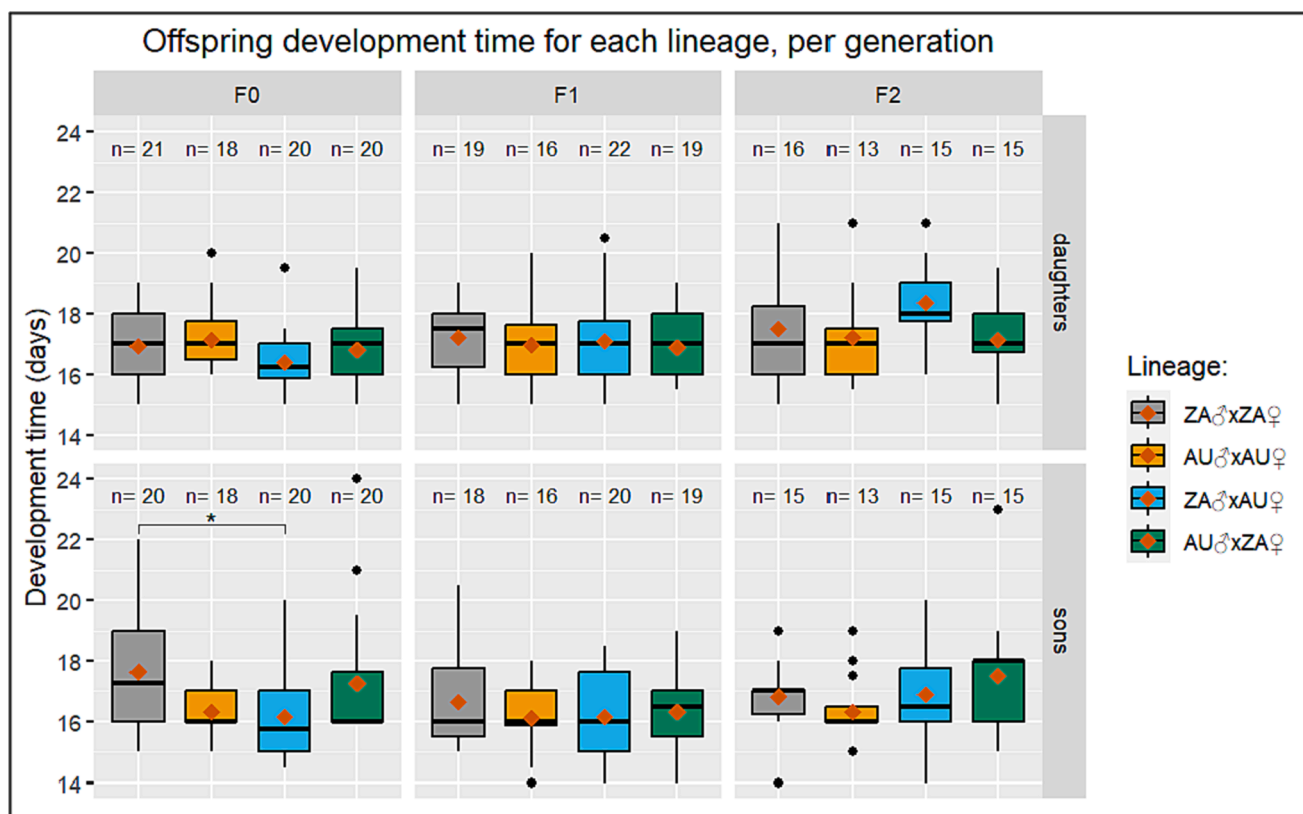 Offspring development time for each lineage, per generation
F0 F1 F2
24
22
20
18
16
14
n= 21 n= 18 n= 20 n= 20
n= 19 n= 16 n= 22 n= 19
n= 16 n= 13 n= 15 n= 15
daughters
24
22
20
18
16
14
n= 20 n= 18 n= 20 n= 20
*
n= 18 n= 16 n= 20 n= 19
n= 15 n= 13 n= 15 n= 15
sons
Development time (days)
Lineage:
ZA♂xZA♀
AU♂xAU♀
ZA♂xAU♀
AU♂xZA♀